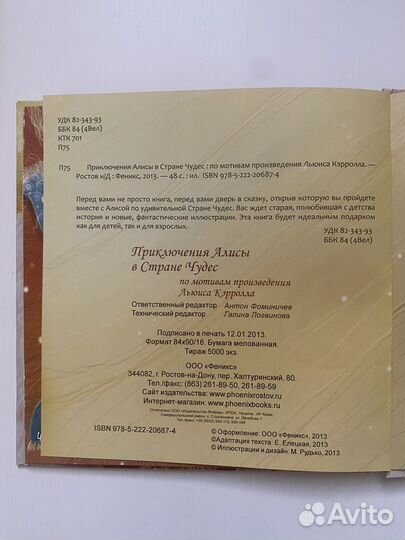 УДК 82-343-93
ББК 84 (4Вел)
КТК 701
П75
П75 Приключения Алисы в Стране Чудес : по мотивам произведения Льюиса Кэрролла. —
Ростов н/Д : Феникс, 2013. — 48 с. : ил. ISBN 978-5-222-20687-4
Перед вами не просто книга, перед вами дверь в сказку, открыв которую вы пройдете
вместе с Алисой по удивительной Стране Чудес. Вас ждет старая, полюбившая с детства
история и новые, фантастические иллюстрации. Эта книга будет идеальным подарком
как для детей, так и для взрослых.
УДК 82-343-93
ББК 84 (4Вел)
Приключения Алисы
в Стране Чудес
по мотивам произведения
Льюиса Кэрролла
Ответственный редактор Антон Фоминичев
Технический редактор Галина Логвинова
Подписано в печать 12.01.2013.
Формат 84х90/16. Бумага мелованная.
Тираж 5000 экз.
ООО «Феникс»
344082, г. Ростов-на-Дону, пер. Халтуринский, 80.
Тел./факс: (863) 261-89-50, 261-89-59
Сайт издательства: www.phoenixrostov.ru
Интернет-магазин: www.phoenixbooks.ru
ISBN 978-5-222-20687-4
© Оформление: ООО «Феникс», 2013
©Адаптация текста: Е. Елецкая, 2013
© Иллюстрации и дизайн: М. Рудько, 2013
Avito